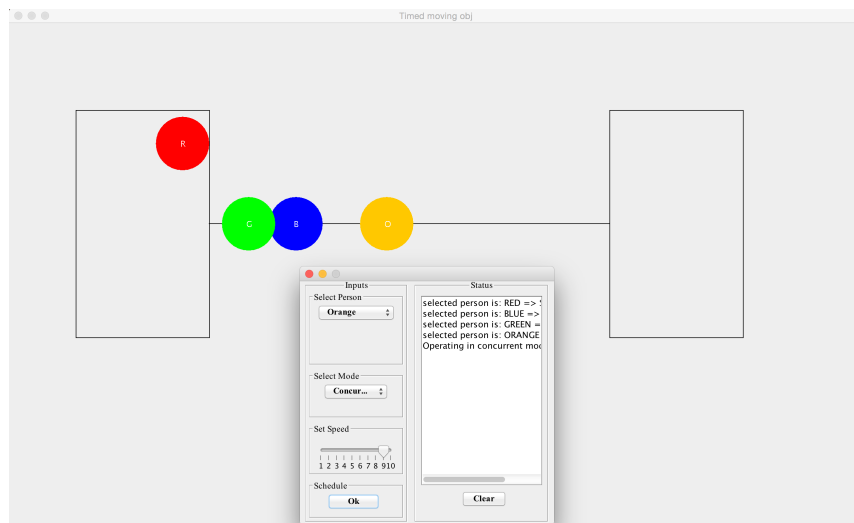 Timed moving obj
R
G
B
O
Inputs
Select Person
Orange
Select Mode
Concur...
Set Speed
1 2 3 4 5 6 7 8 9 10
Schedule
Ok
Status
selected person is: RED =>
selected person is: BLUE =>
selected person is: GREEN =
selected person is: ORANGE
Operating in concurrent
Clear